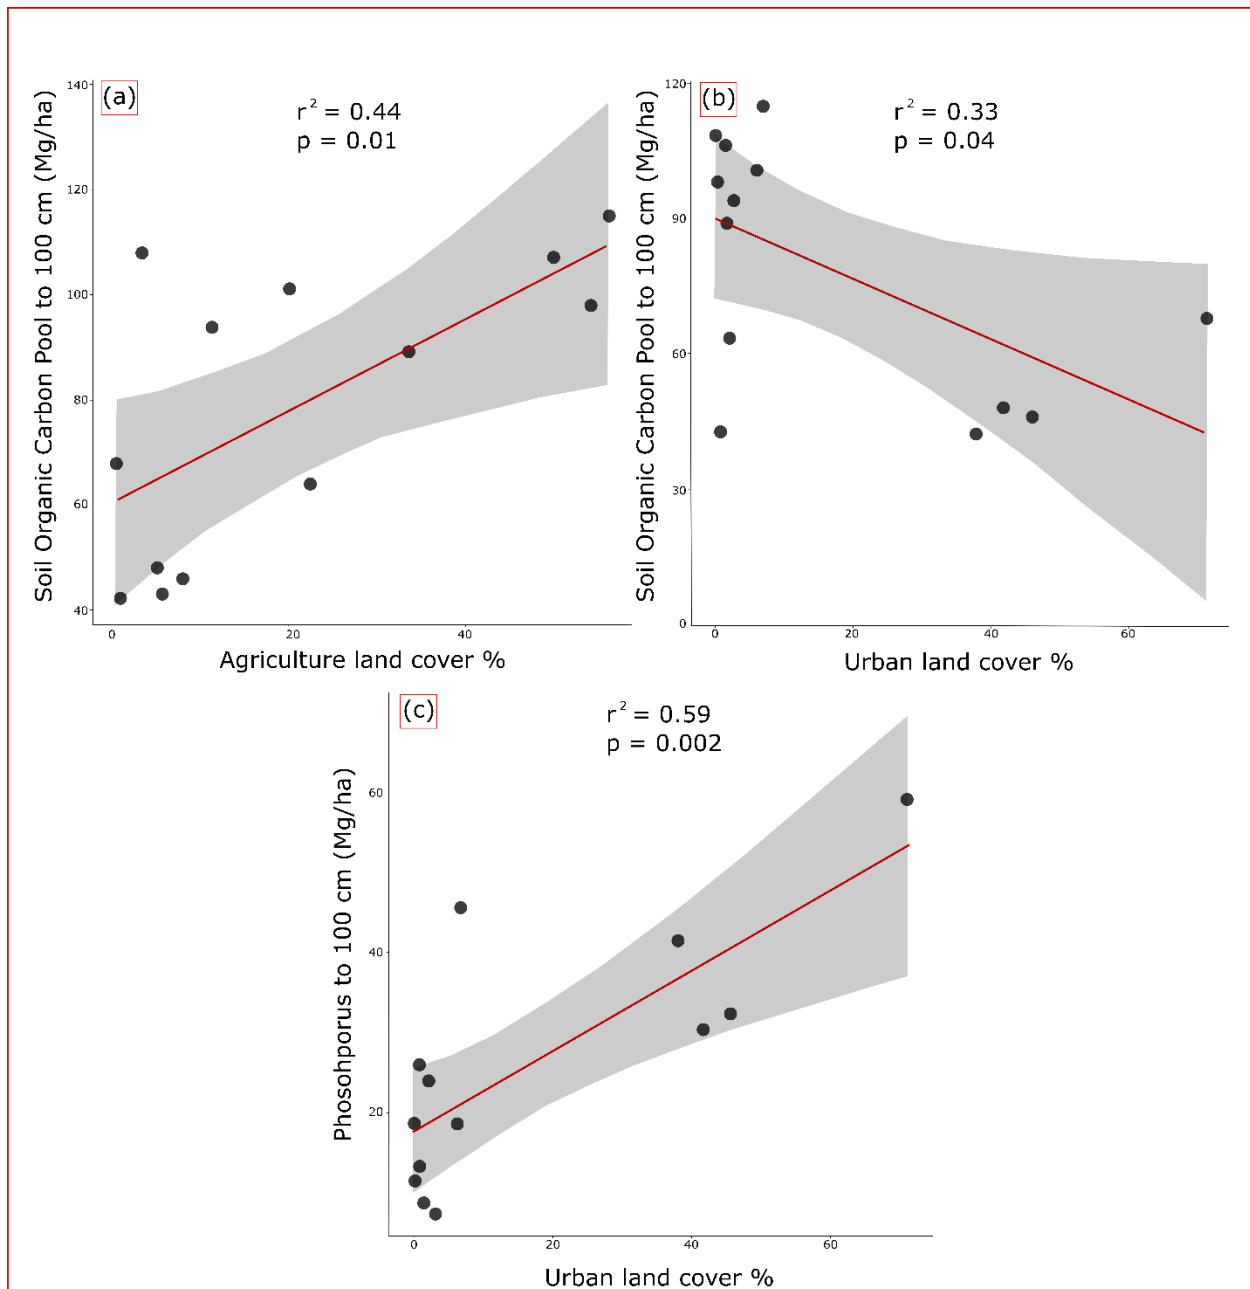 (a)
r² = 0.44
p = 0.01
Soil Organic Carbon Pool to 100 cm (Mg/ha)
140
120
100
80
60
40
0
20
40
Agriculture land cover %
(b)
r² = 0.33
p = 0.04
Soil Organic Carbon Pool to 100 cm (Mg/ha)
120
90
60
30
0
0
20
40
60
Urban land cover %
(c)
r² = 0.59
p = 0.002
Phosohporus to 100 cm (Mg/ha)
60
40
20
0
20
40
60
Urban land cover %